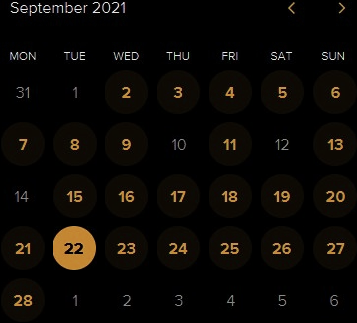 September 2021 < >
MON TUE WED THU FRI SAT SUN
31 1 2 3 4 5 6
7 8 9 10 11 12 13
14 15 16 17 18 19 20
21 22 23 24 25 26 27
28 1 2 3 4 5 6